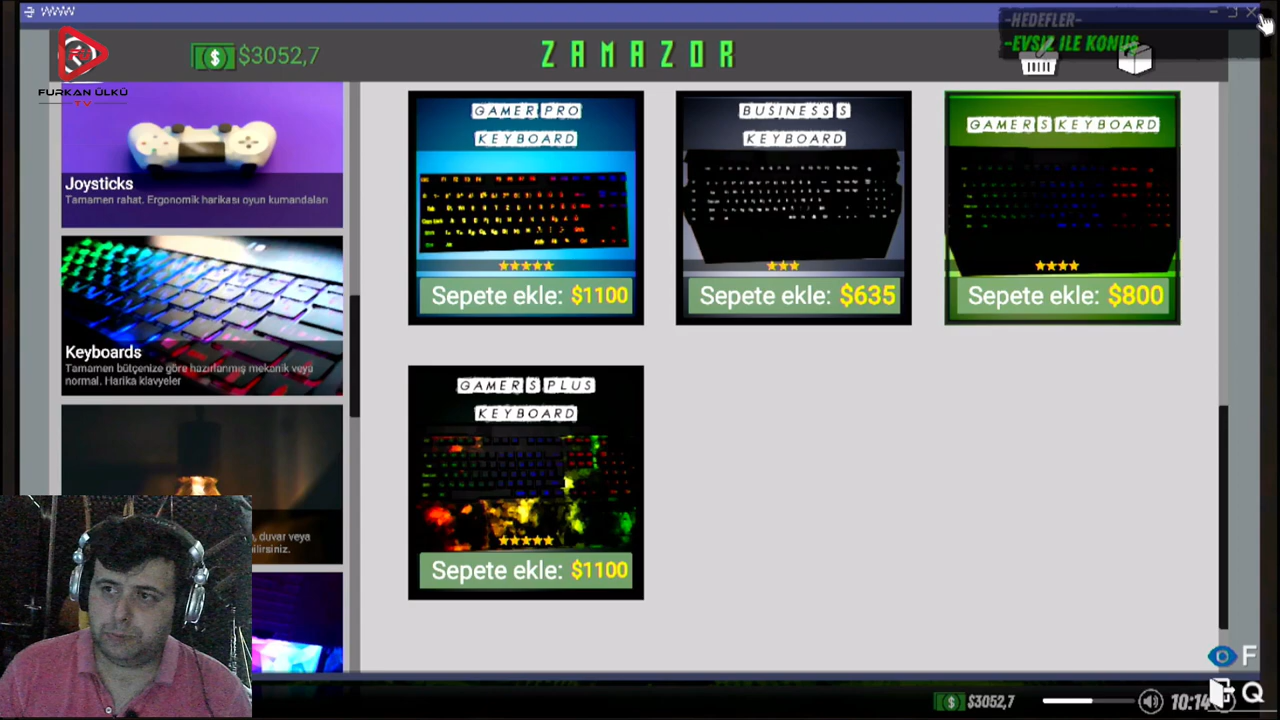 WWW
-HEDEFLER-
-EVSİZ İLE KONUŞ
FURKAN ÜLKÜ
TV
$3052,7
ZAMAZOR
Joysticks
Tamamen rahat. Ergonomik harikası oyun kumandaları
Keyboards
Tamamen bütçenize göre hazırlanmış mekanik veya
normal. Harika klavyeler
, duvar veya
bilirsiniz.
GAMER PRO
KEYBOARD
Sepete ekle: $1100
BUSINESS S
KEYBOARD
Sepete ekle: $635
GAMER S KEYBOARD
Sepete ekle: $800
GAMER S PLUS
KEYBOARD
Sepete ekle: $1100
F
Q
$3052,7
10:14